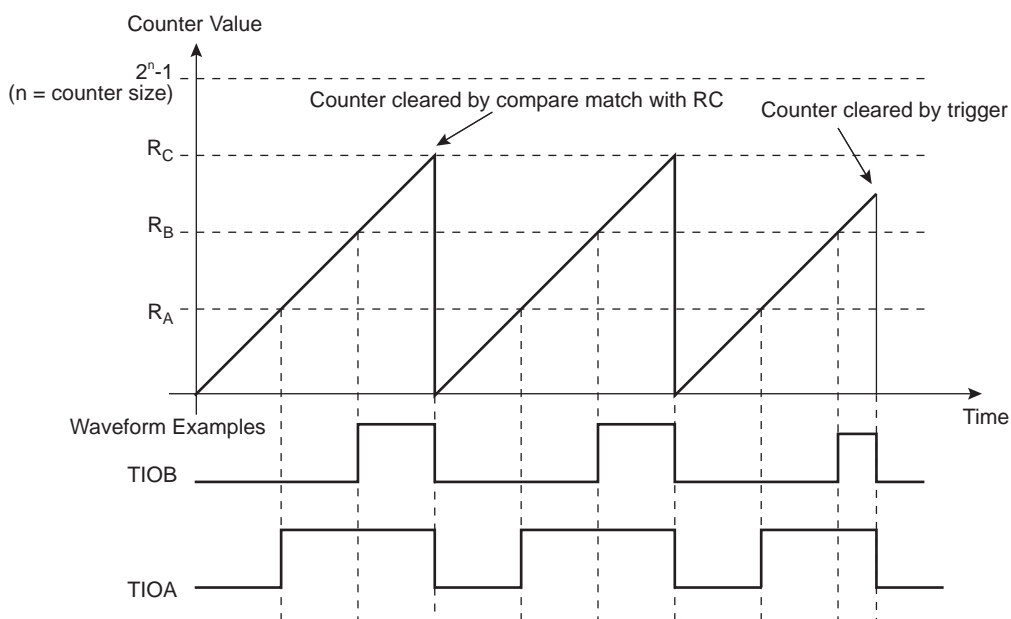 Counter Value
2ⁿ-1
(n = counter size)
Counter cleared by compare match with RC
Counter cleared by trigger
R_C
R_B
R_A
Time
Waveform Examples
TIOB
TIOA